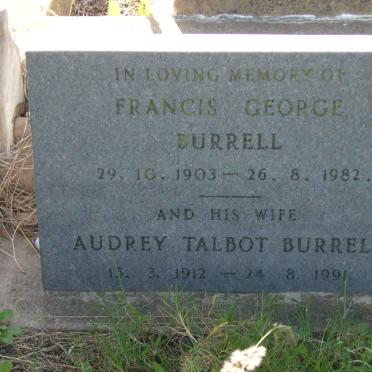 IN LOVING MEMORY OF
FRANCIS GEORGE
BURRELL
29. 10. 1903 — 26. 8. 1982.
AND HIS WIFE
AUDREY TALBOT BURRELL
13. 3. 1912 — 24. 8. 1991